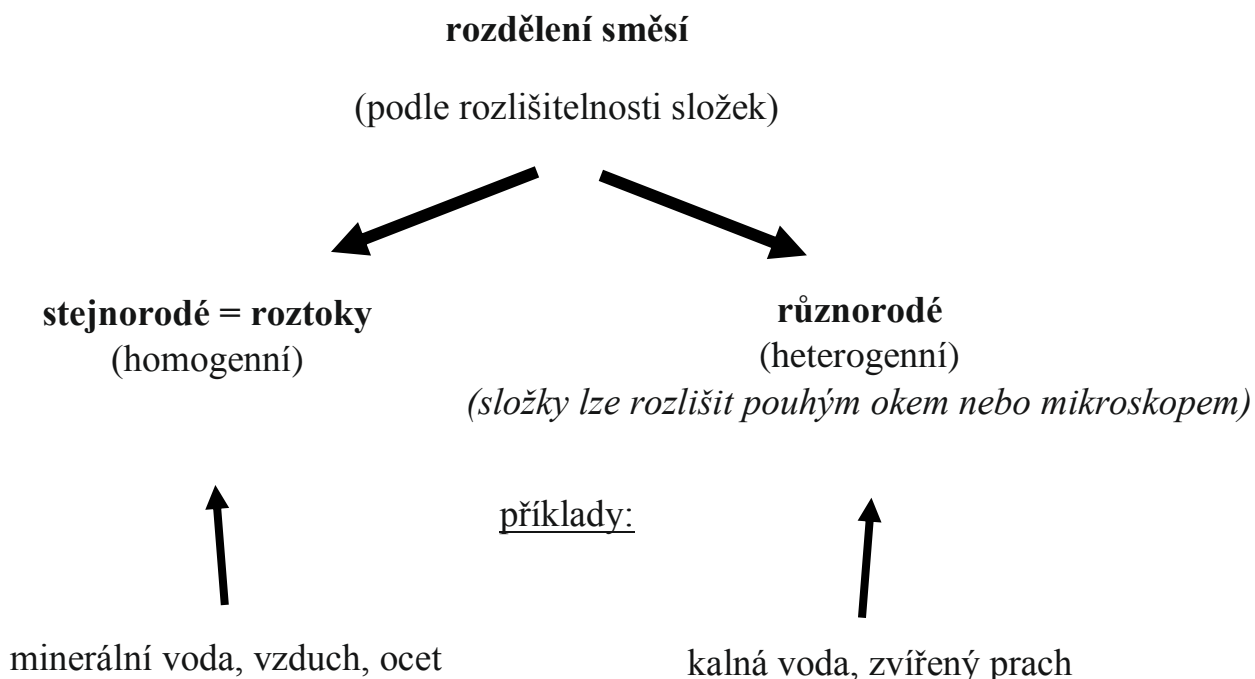 rozdělení směsí
(podle rozlišitelnosti složek)
stejnorodé = roztoky
(homogenní)
různorodé
(heterogenní)
(složky lze rozlišit pouhým okem nebo mikroskopem)
příklady:
minerální voda, vzduch, ocet
kalná voda, zvířený prach